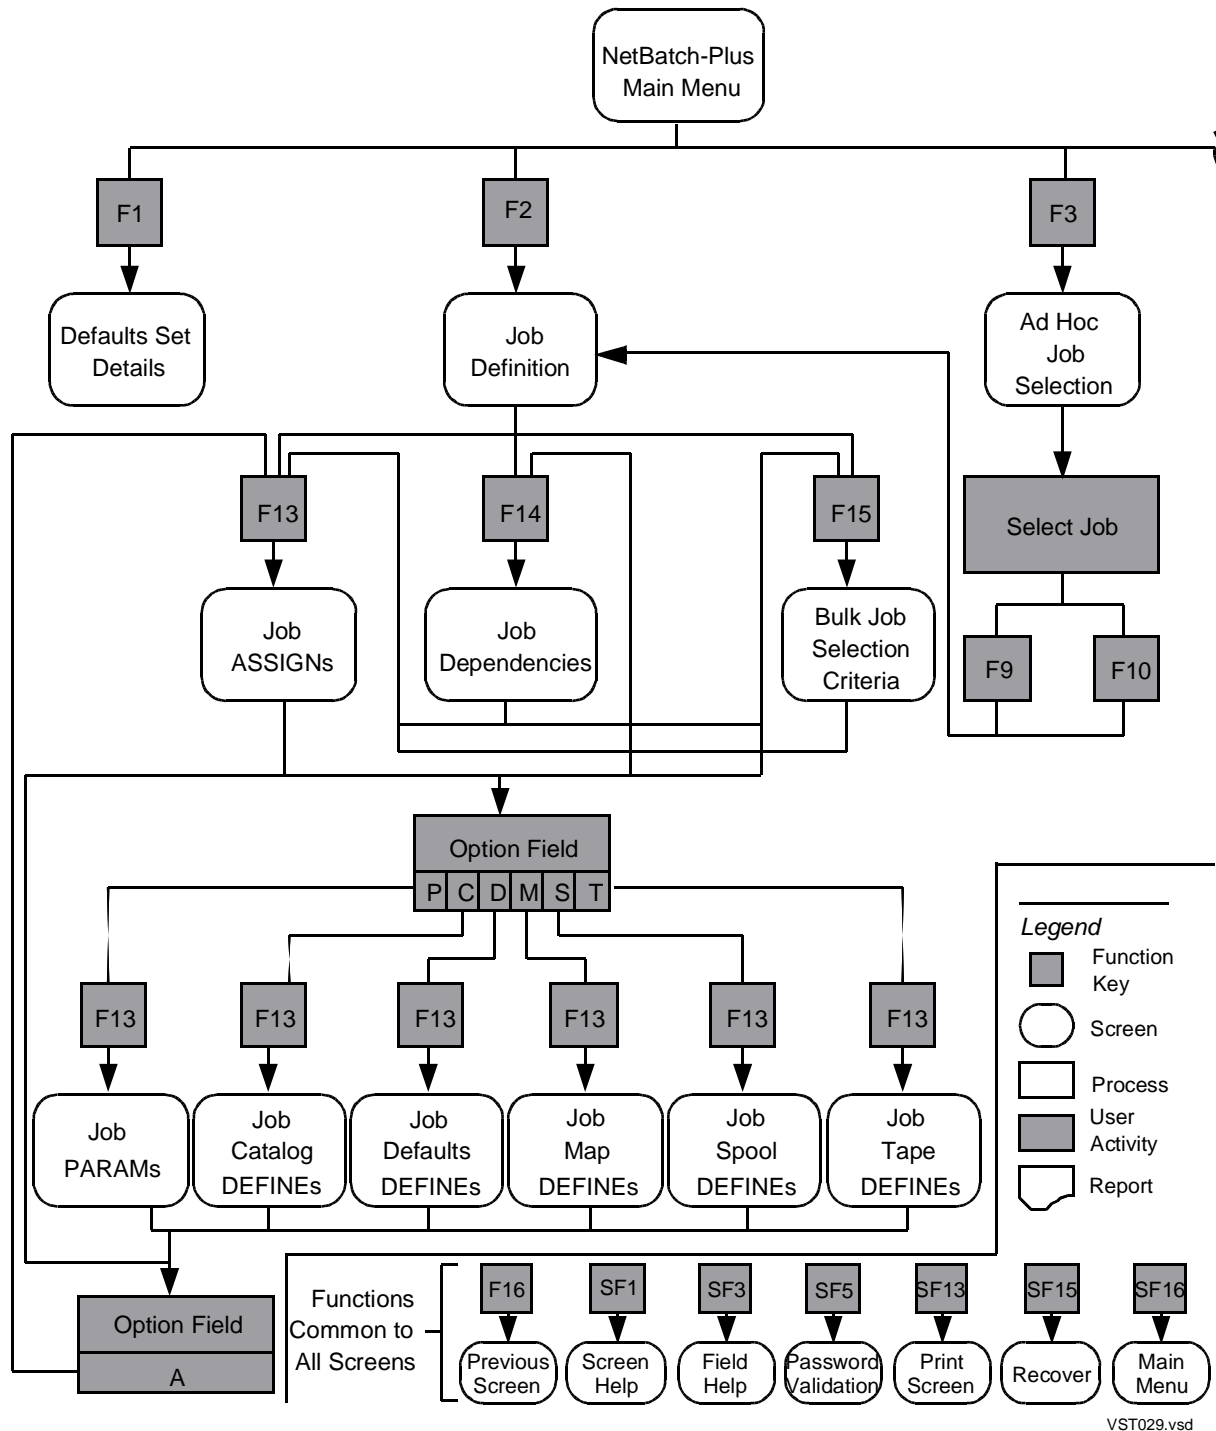 NetBatch-Plus
Main Menu
F1
F2
F3
Defaults Set
Details
Job
Definition
Ad Hoc
Job
Selection
F13
F14
F15
Select Job
Job
ASSIGNs
Job
Dependencies
Bulk Job
Selection
Criteria
F9
F10
Option Field
P C D M S T
Legend
Function
Key
Screen
Process
User
Activity
Report
F13
F13
F13
F13
F13
F13
Job
PARAMs
Job
Catalog
DEFINEs
Job
Defaults
DEFINEs
Job
Map
DEFINEs
Job
Spool
DEFINEs
Job
Tape
DEFINEs
Option Field
A
Functions
Common to
All Screens
F16
SF1
SF3
SF5
SF13
SF15
SF16
Previous
Screen
Screen
Help
Field
Help
Password
Validation
Print
Screen
Recover
Main
Menu
VST029.vsd